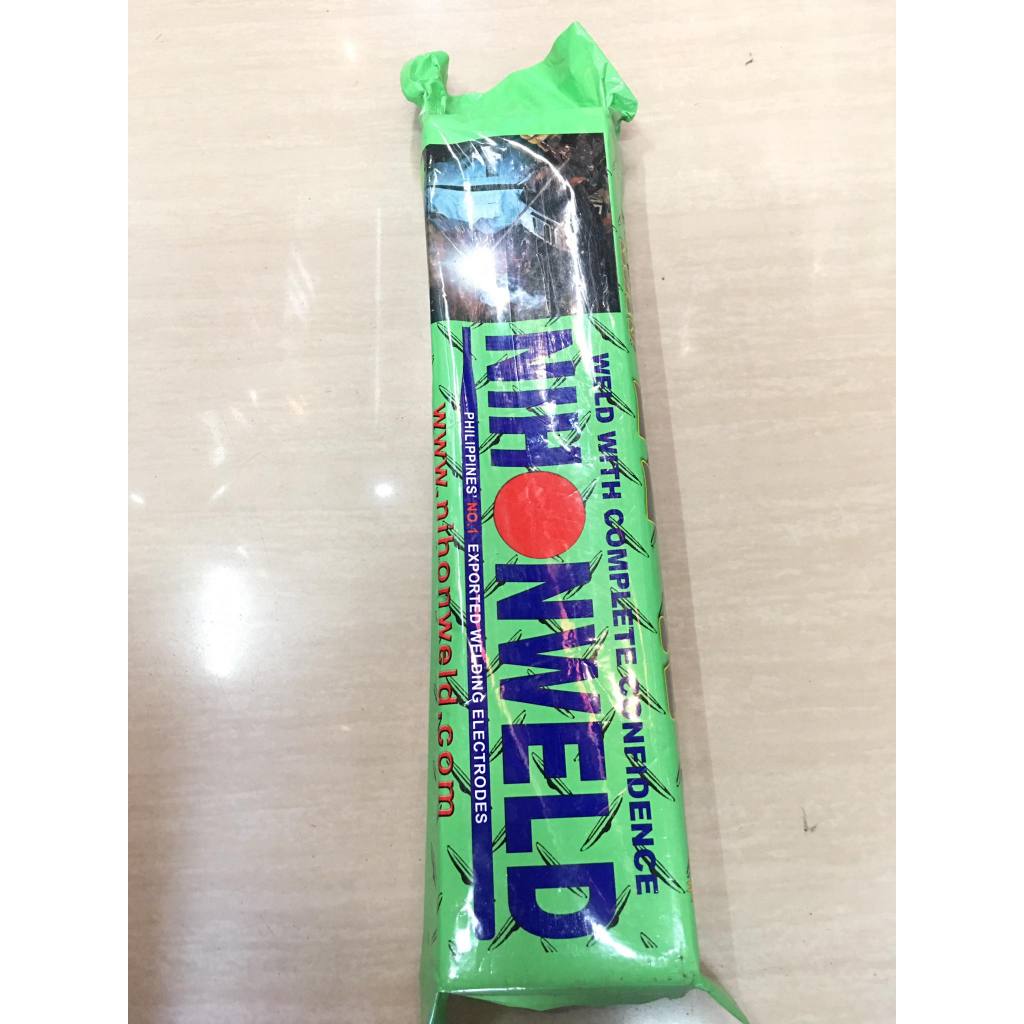 WELD WITH COMPLETE CONFIDENCE
NIHONWELD
PHILIPPINES' NO.1 EXPORTED WELDING ELECTRODES
www.nihonweld.com